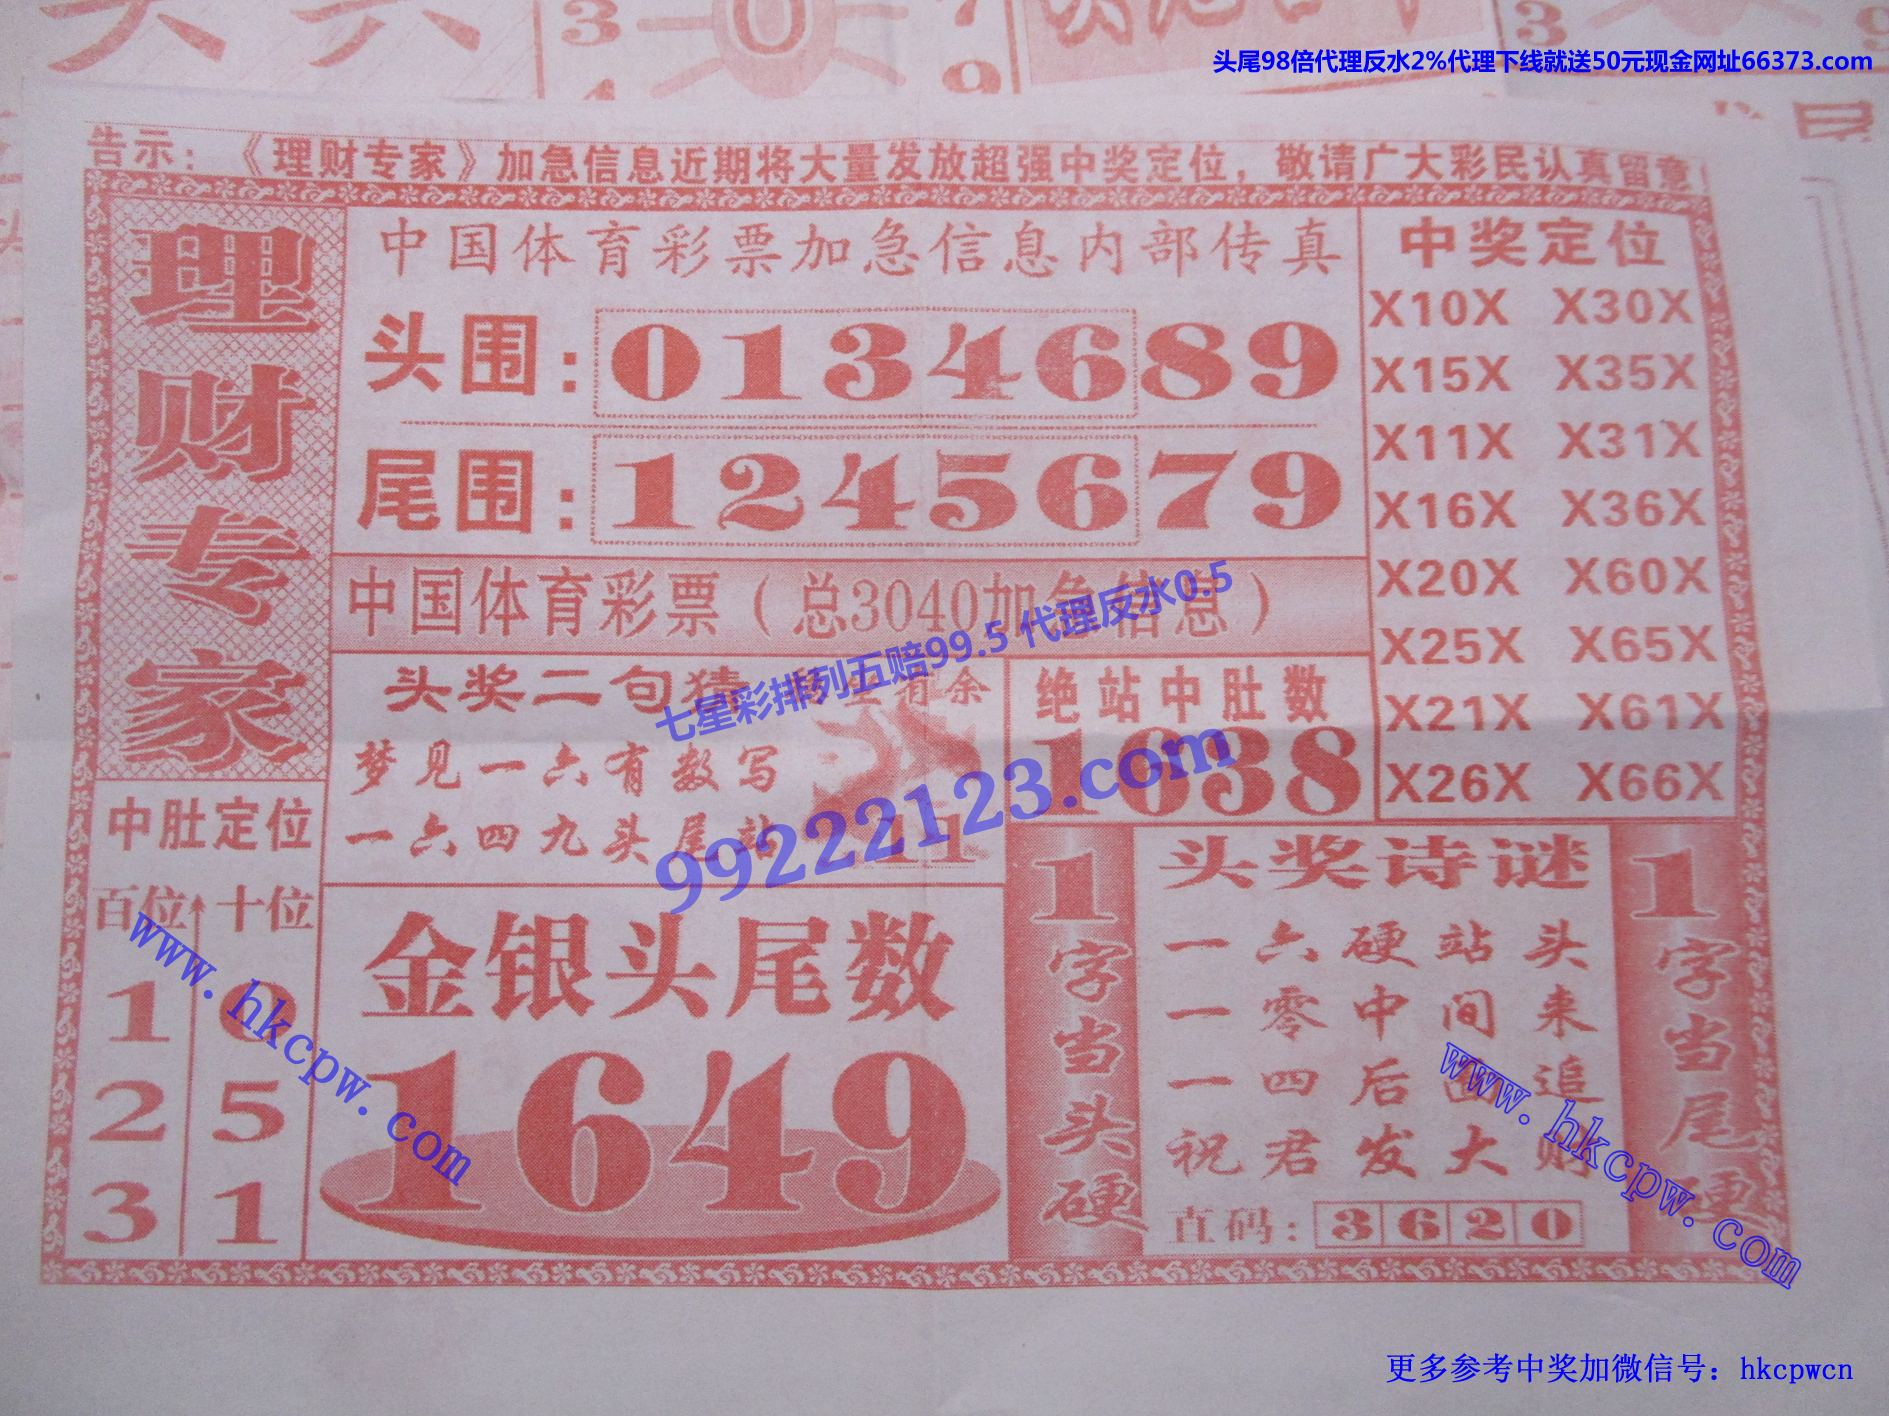 头尾98倍代理反水2%代理下线就送50元现金网址66373.com
告示：《理财专家》加急信息近期将大量发放超强中奖定位，敬请广大彩民认真留意
理财专家
中国体育彩票加急信息内部传真
头围：0134689
尾围：1245679
中奖定位
X10X X30X
X15X X35X
X11X X31X
X16X X36X
X20X X60X
X25X X65X
X21X X61X
X26X X66X
中国体育彩票（总3040加急信息）
七星彩排列五赔99.5 代理反水0.5
99222123.com
头奖二句猜
梦见一六有数写
一六四九头尾站
有余
绝站中肚数
1638
中肚定位
百位 十位
1 0
2 5
3 1
金银头尾数
1649
1字当头硬
头奖诗谜
一六硬站头
一零中间来
一四后面追
祝君发大财
直码：3620
1字当尾硬
www.hkcpw.com
www.hkcpw.com
更多参考中奖加微信号：hkcpwcn